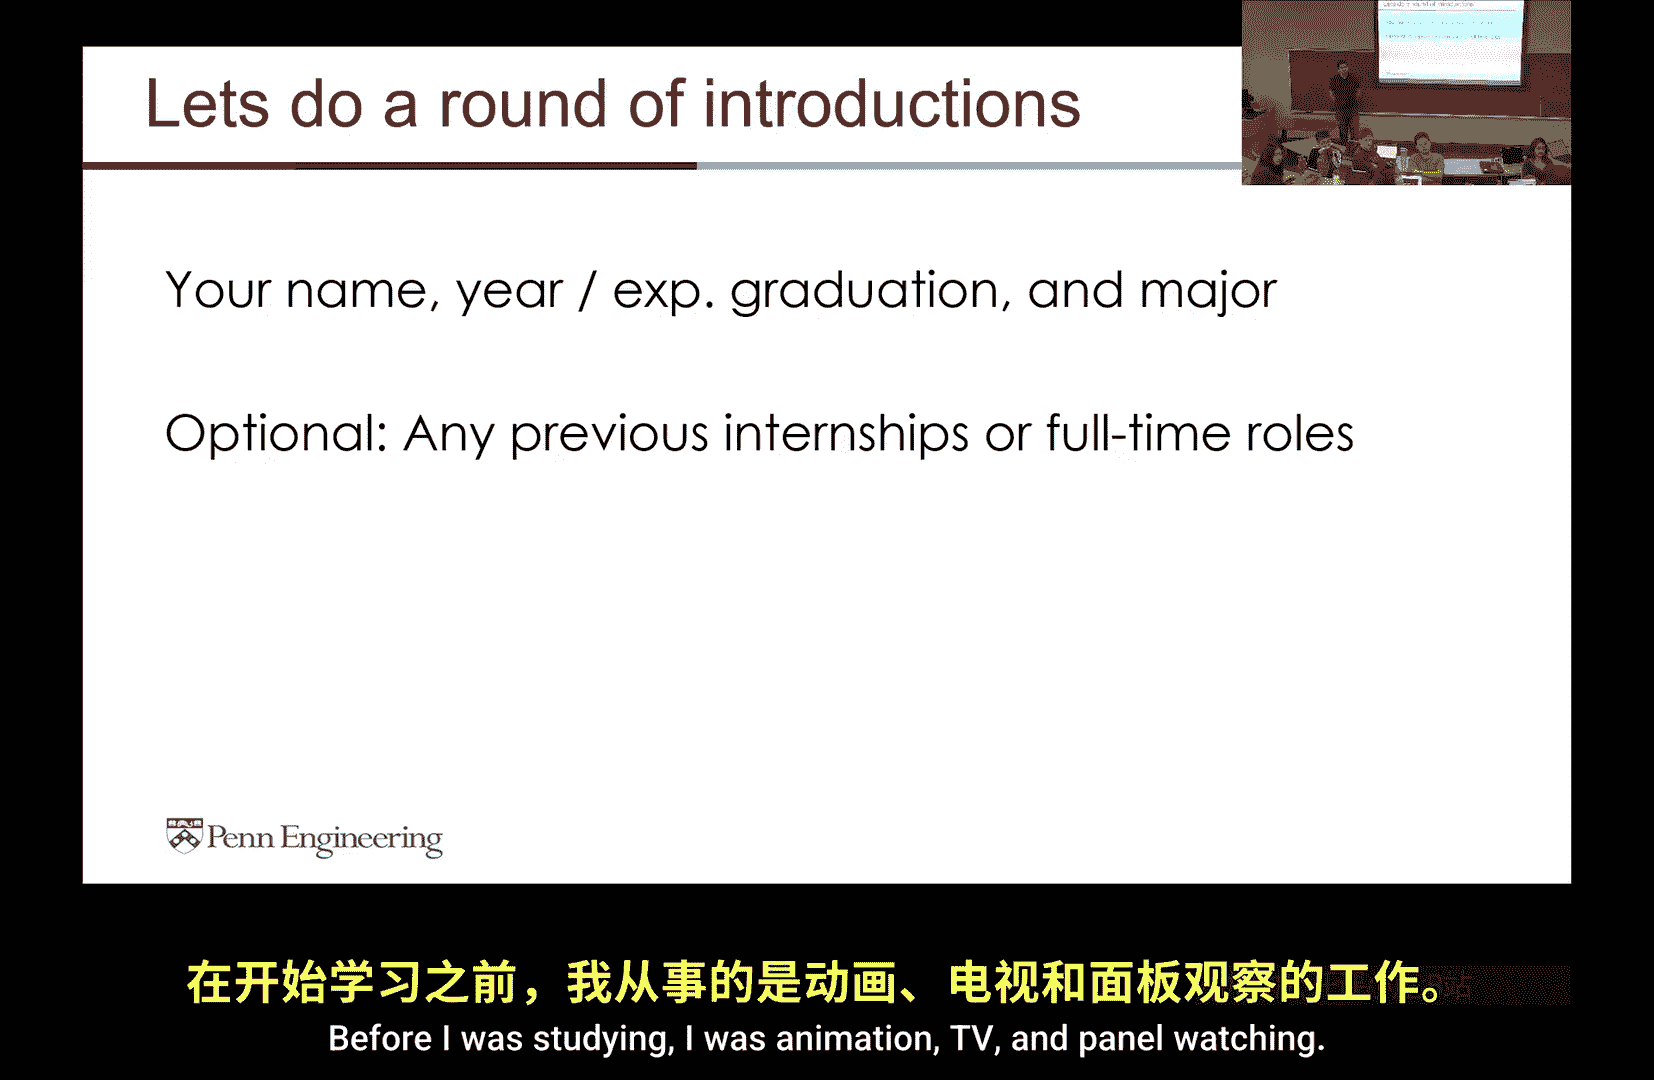 Lets do a round of introductions
Your name, year / exp. graduation, and major
Optional: Any previous internships or full-time roles
Penn Engineering
在开始学习之前，我从事的是动画、电视和面板观察的工作。
Before I was studying, I was animation, TV, and panel watching.